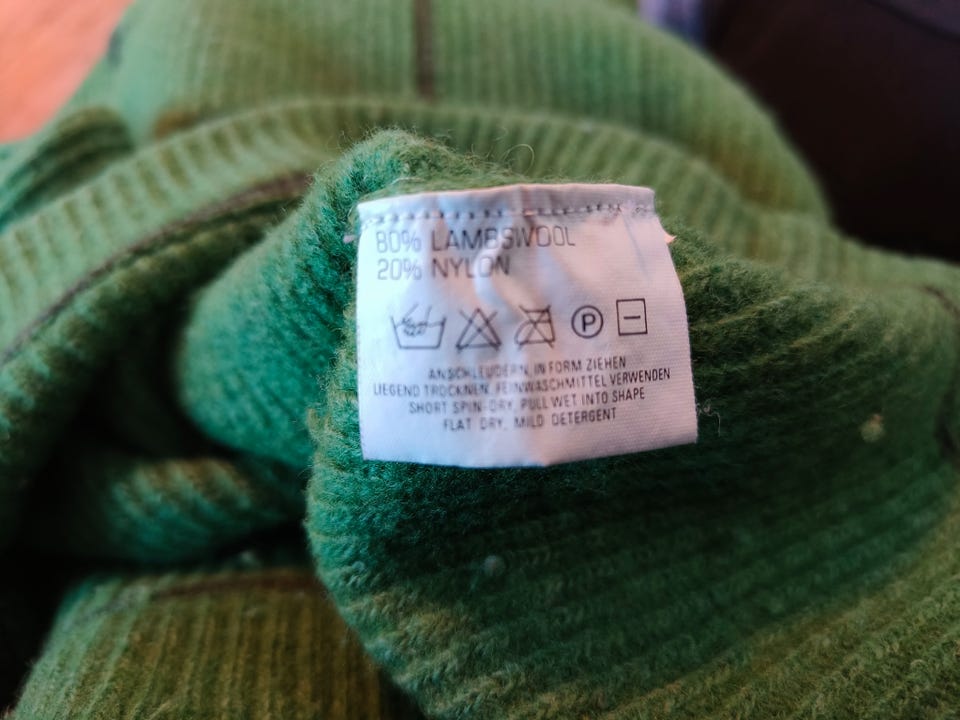 80% LAMBSWOOL
20% NYLON
P
ANSCHLEUDERN, IN FORM ZIEHEN
LIEGEND TROCKNEN, FEINWASCHMITTEL VERWENDEN
SHORT SPIN-DRY, PULL WET INTO SHAPE
FLAT DRY, MILD DETERGENT